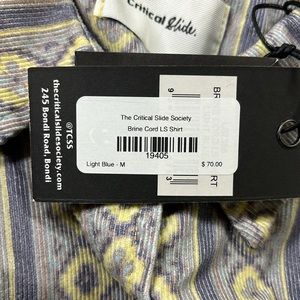 Critical Slide.
@TCSS
thecriticalslidesociety.com
245 Bondi Road, Bondi
The Critical Slide Society
Brine Cord LS Shirt
19405
Light Blue - M
$ 70.00